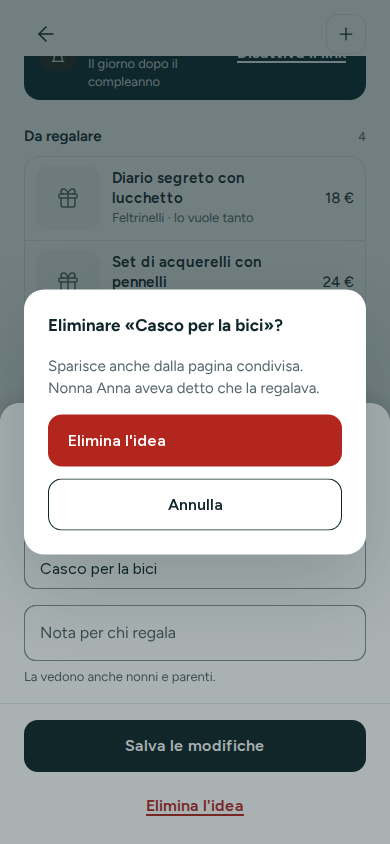 Il giorno dopo il
compleanno
Disattiva il link
Da regalare
4
Diario segreto con
lucchetto
18 €
Feltrinelli · lo vuole tanto
Set di acquerelli con
pennelli
24 €
Eliminare «Casco per la bici»?
Sparisce anche dalla pagina condivisa.
Nonna Anna aveva detto che la regalava.
Elimina l'idea
Annulla
Casco per la bici
Nota per chi regala
La vedono anche nonni e parenti.
Salva le modifiche
Elimina l'idea